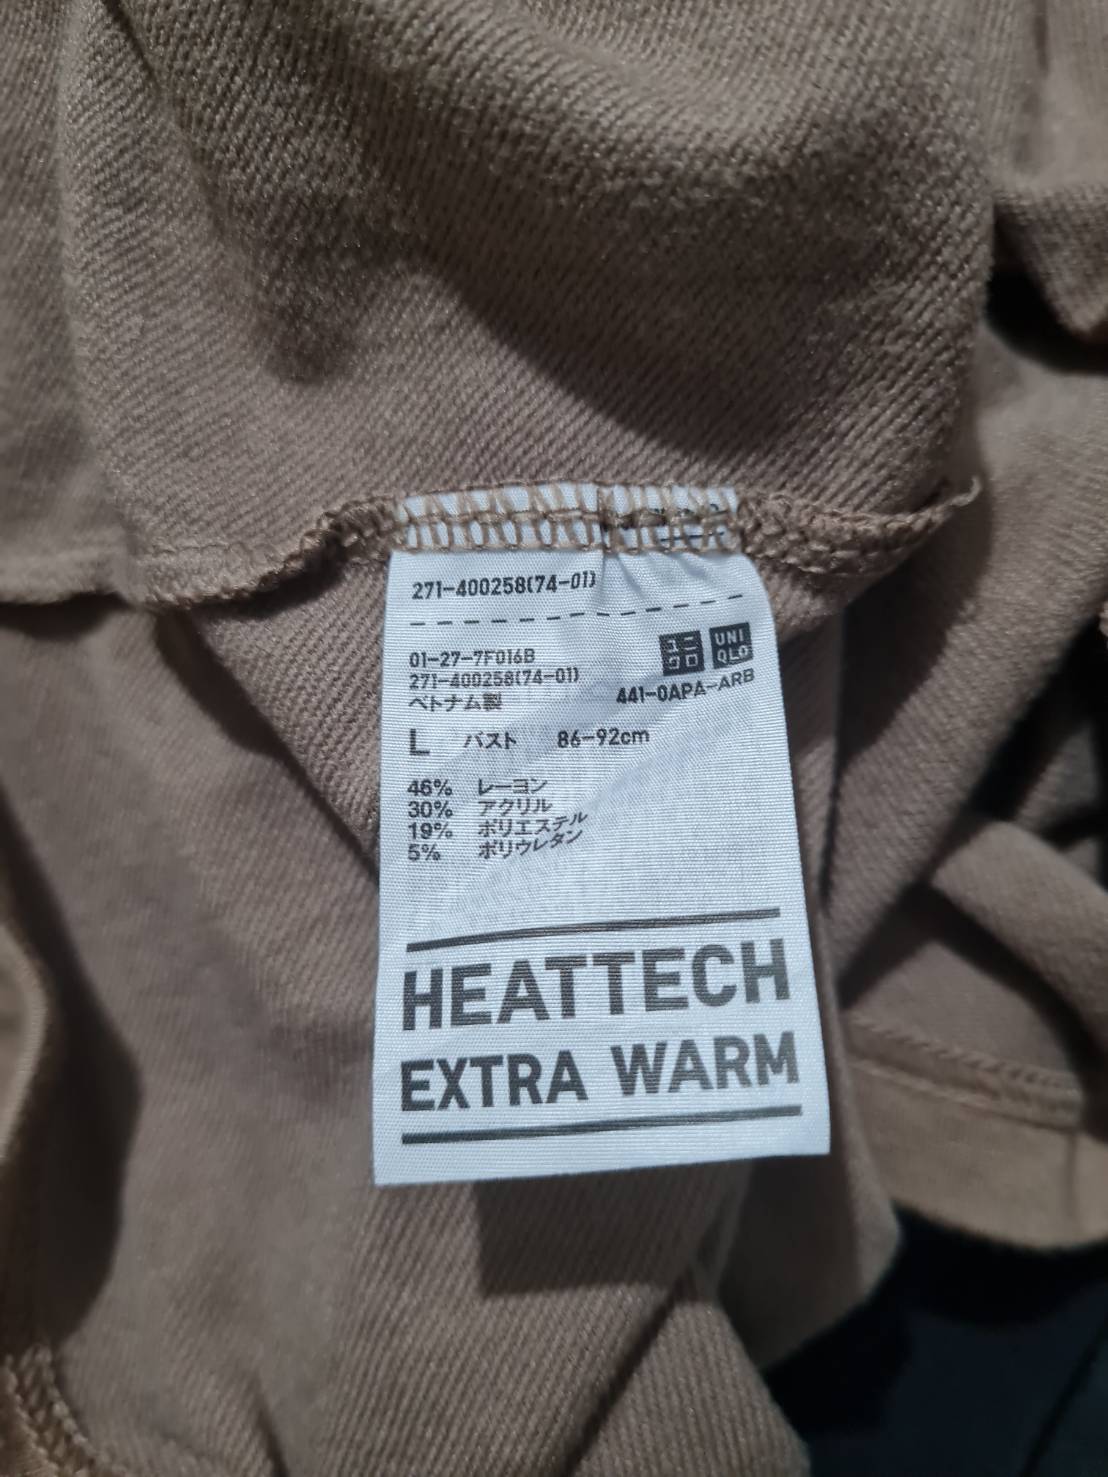 271-400258(74-01)
01-27-7F016B
271-400258(74-01)
ベトナム製
ユニクロ
UNIQLO
441-0APA-ARB
L バスト 86-92cm
46% レーヨン
30% アクリル
19% ポリエステル
5% ポリウレタン
HEATTECH
EXTRA WARM